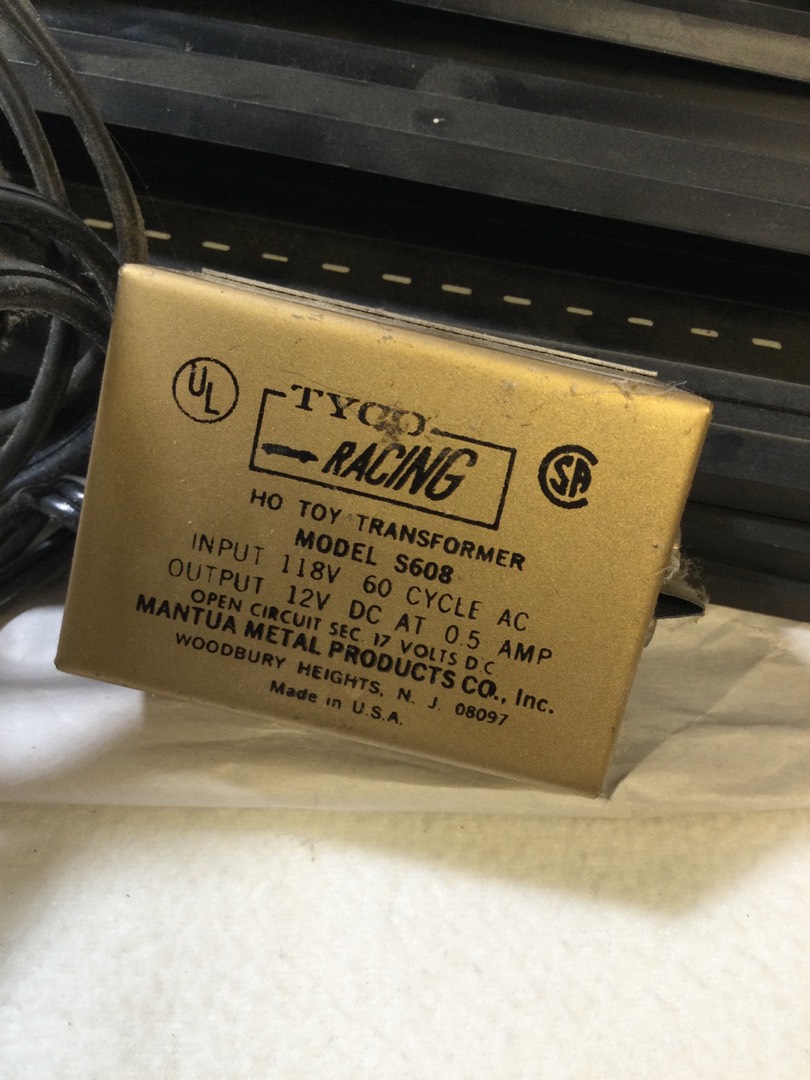 UL
TYCO
RACING
SA
HO TOY TRANSFORMER
MODEL S608
INPUT 118V 60 CYCLE AC
OUTPUT 12V DC AT 0.5 AMP
OPEN CIRCUIT SEC. 17 VOLTS D C
MANTUA METAL PRODUCTS CO., Inc.
WOODBURY HEIGHTS, N. J. 08097
Made in U.S.A.